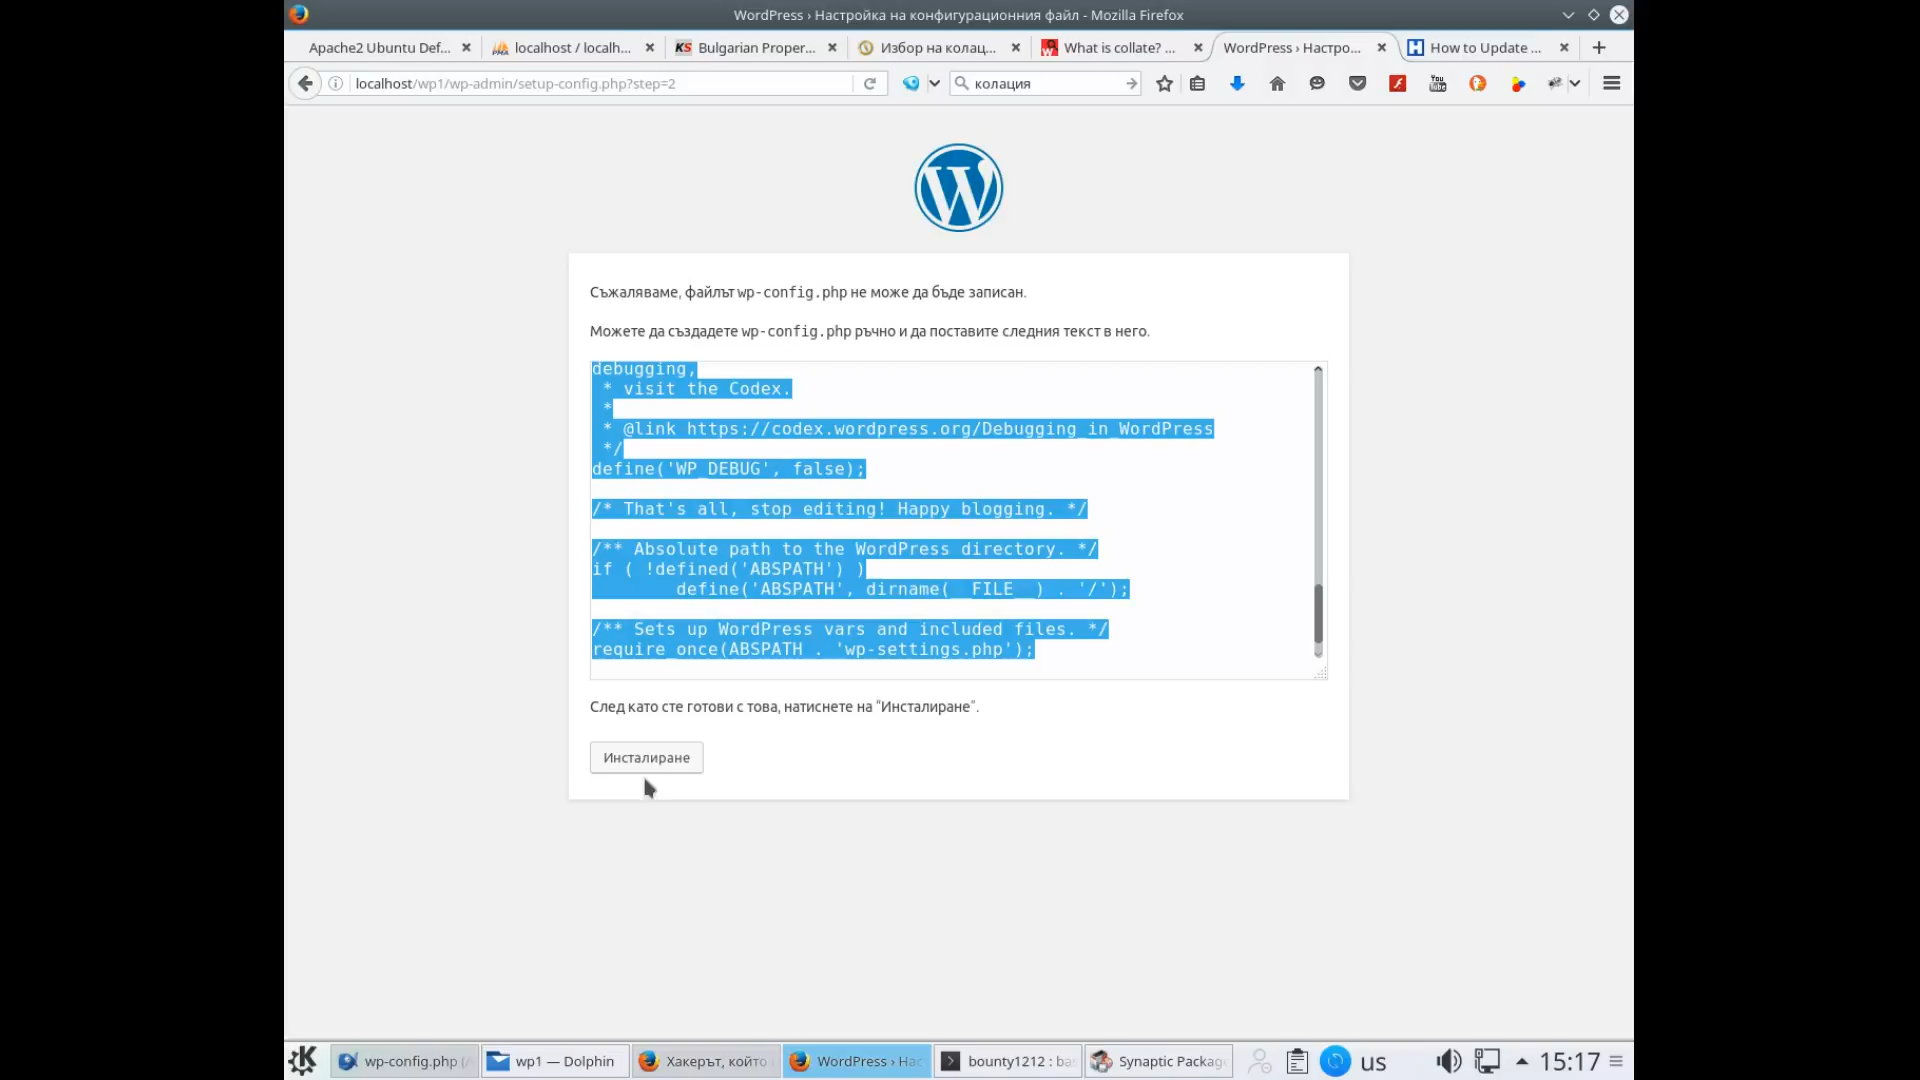 WordPress › Настройка на конфигурационния файл - Mozilla Firefox
Apache2 Ubuntu Def...
localhost / localh...
Bulgarian Proper...
Избор на колац...
What is collate? ...
WordPress › Настро...
How to Update ...
localhost/wp1/wp-admin/setup-config.php?step=2
колация
Съжаляваме, файлът wp-config.php не може да бъде записан.
Можете да създадете wp-config.php ръчно и да поставите следния текст в него.
debugging,
* visit the Codex.
*
* @link https://codex.wordpress.org/Debugging_in_WordPress
*/
define('WP_DEBUG', false);
/* That's all, stop editing! Happy blogging. */
/** Absolute path to the WordPress directory. */
if ( !defined('ABSPATH') )
define('ABSPATH', dirname(__FILE__) . '/');
/** Sets up WordPress vars and included files. */
require_once(ABSPATH . 'wp-settings.php');
След като сте готови с това, натиснете на "Инсталиране".
Инсталиране
wp-config.php (/
wp1 — Dolphin
Хакерът, който
WordPress › Нас
bounty1212 : ba
Synaptic Packag
us
15:17